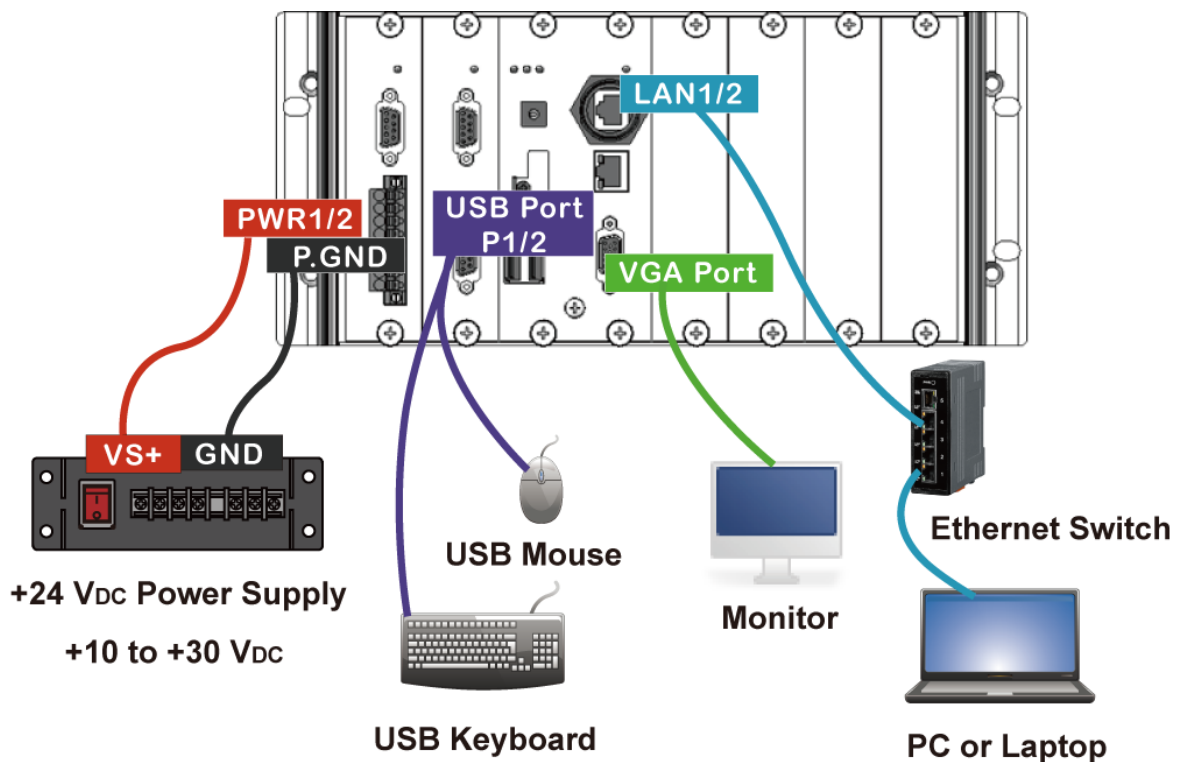 LAN1/2
PWR1/2
P.GND
USB Port
P1/2
VGA Port
VS+
GND
+24 VDC Power Supply
+10 to +30 VDC
USB Mouse
USB Keyboard
Monitor
Ethernet Switch
PC or Laptop